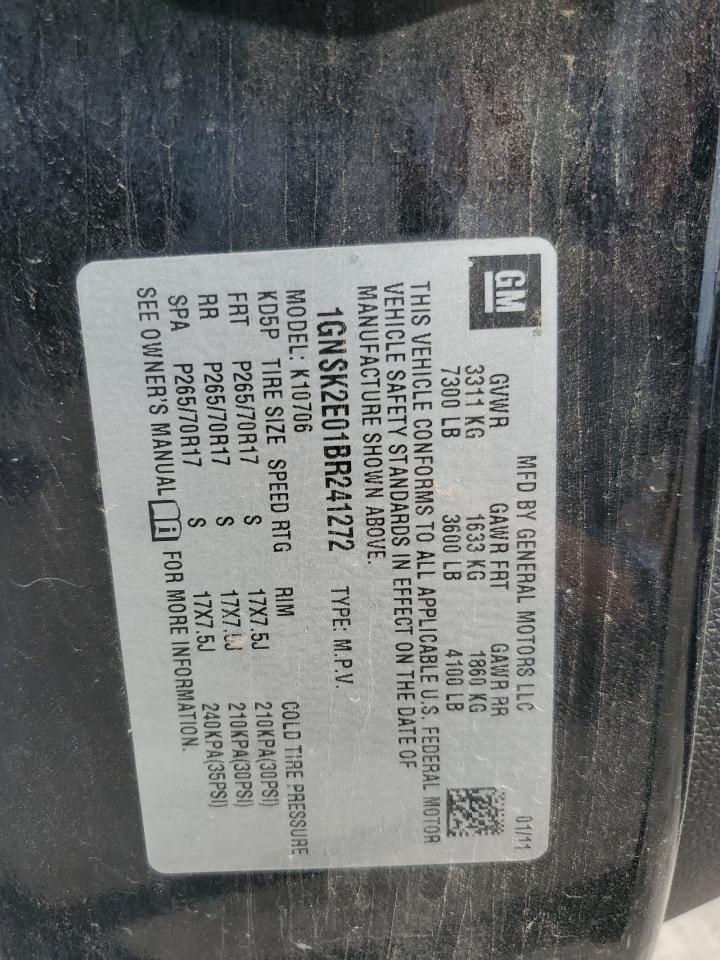 GM®
MFD BY GENERAL MOTORS LLC 01/11
GVWR GAWR FRT GAWR RR
3311 KG 1633 KG 1860 KG
7300 LB 3600 LB 4100 LB
THIS VEHICLE CONFORMS TO ALL APPLICABLE U.S. FEDERAL MOTOR
VEHICLE SAFETY STANDARDS IN EFFECT ON THE DATE OF
MANUFACTURE SHOWN ABOVE.
1GNSK2E01BR241272 TYPE: M.P.V.
MODEL: K10706
KD5P TIRE SIZE SPEED RTG RIM COLD TIRE PRESSURE
FRT P265/70R17 S 17X7.5J 210KPA(30PSI)
RR P265/70R17 S 17X7.5J 210KPA(30PSI)
SPA P265/70R17 S 17X7.5J 240KPA(35PSI)
SEE OWNER'S MANUAL FOR MORE INFORMATION.